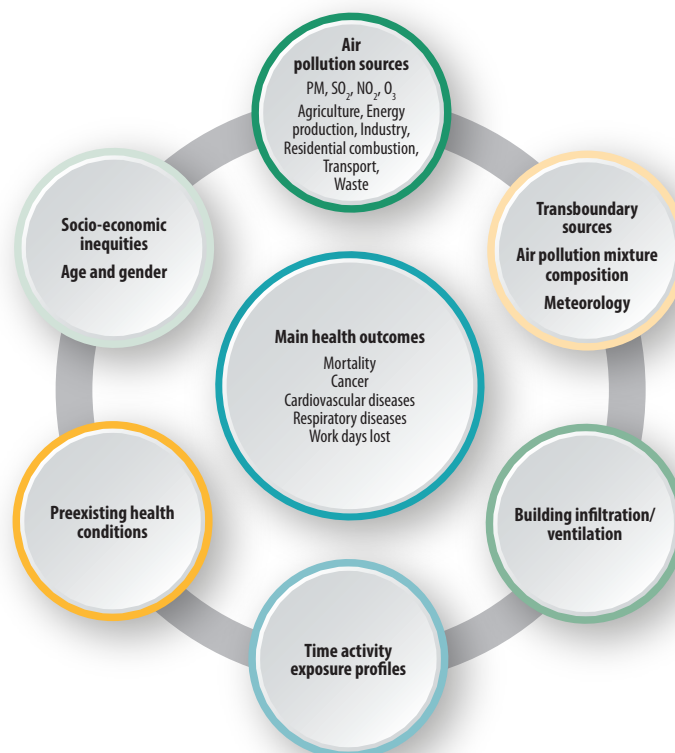 Air
pollution sources
PM, SO₂, NO₂, O₃
Agriculture, Energy
production, Industry,
Residential combustion,
Transport,
Waste
Transboundary
sources
Air pollution mixture
composition
Meteorology
Building infiltration/
ventilation
Time activity
exposure profiles
Preexisting health
conditions
Socio-economic
inequities
Age and gender
Main health outcomes
Mortality
Cancer
Cardiovascular diseases
Respiratory diseases
Work days lost